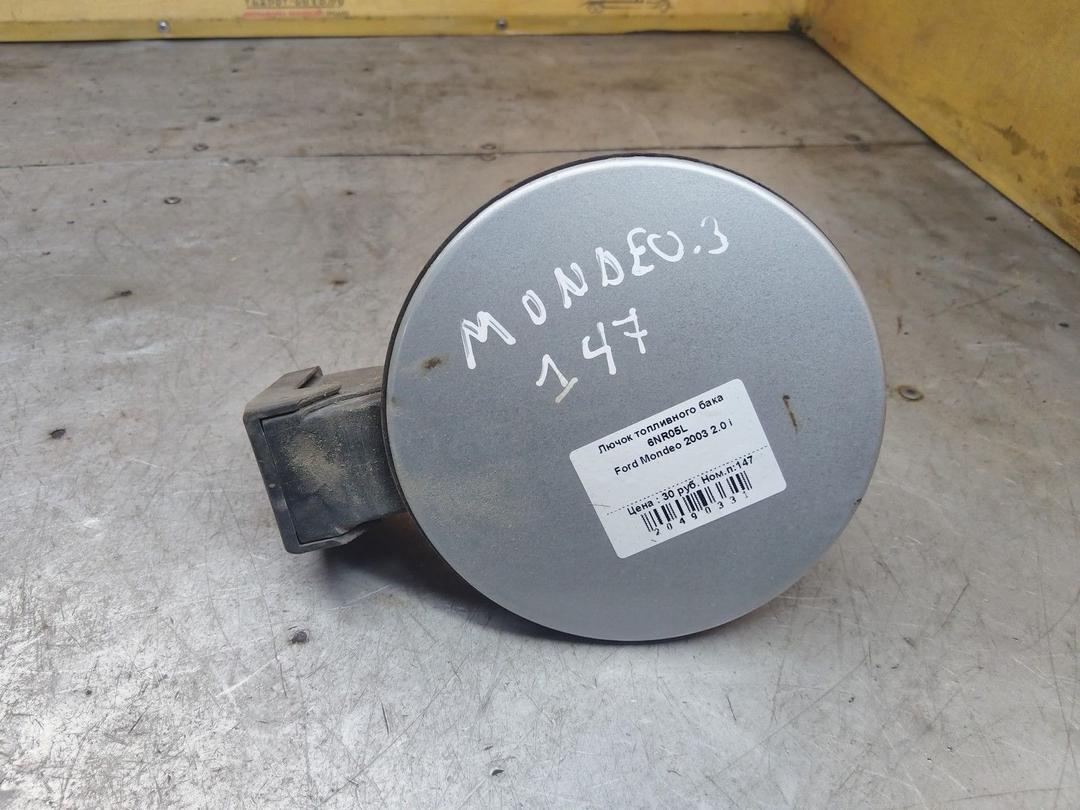 MONDEO.3
147
Лючок топливного бака
6NR05L
Ford Mondeo 2003 2.0 i
Цена : 30 руб. Ном.п:147
20490331